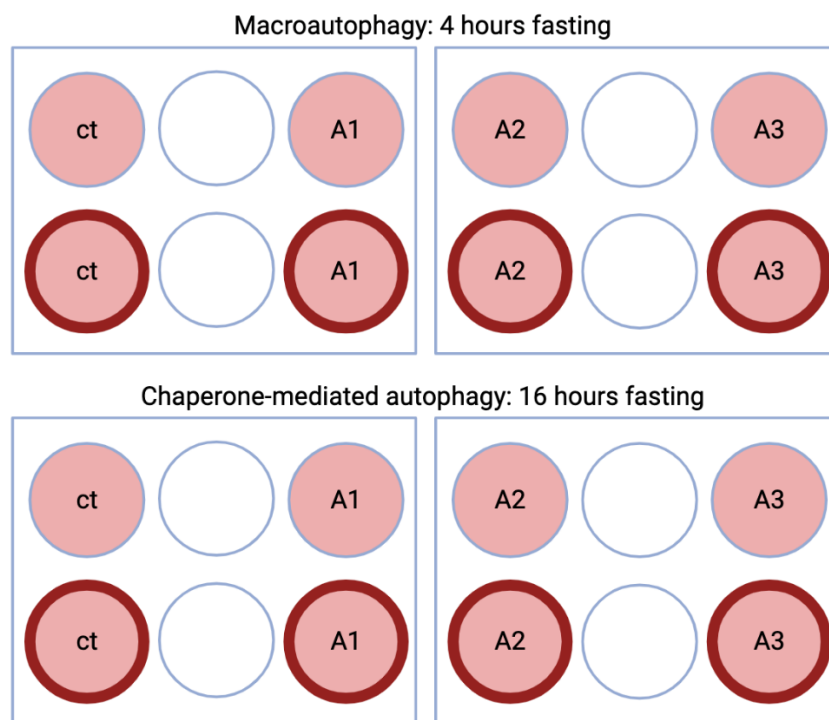 Macroautophagy: 4 hours fasting
ct A1 A2 A3
ct A1 A2 A3
Chaperone-mediated autophagy: 16 hours fasting
ct A1 A2 A3
ct A1 A2 A3